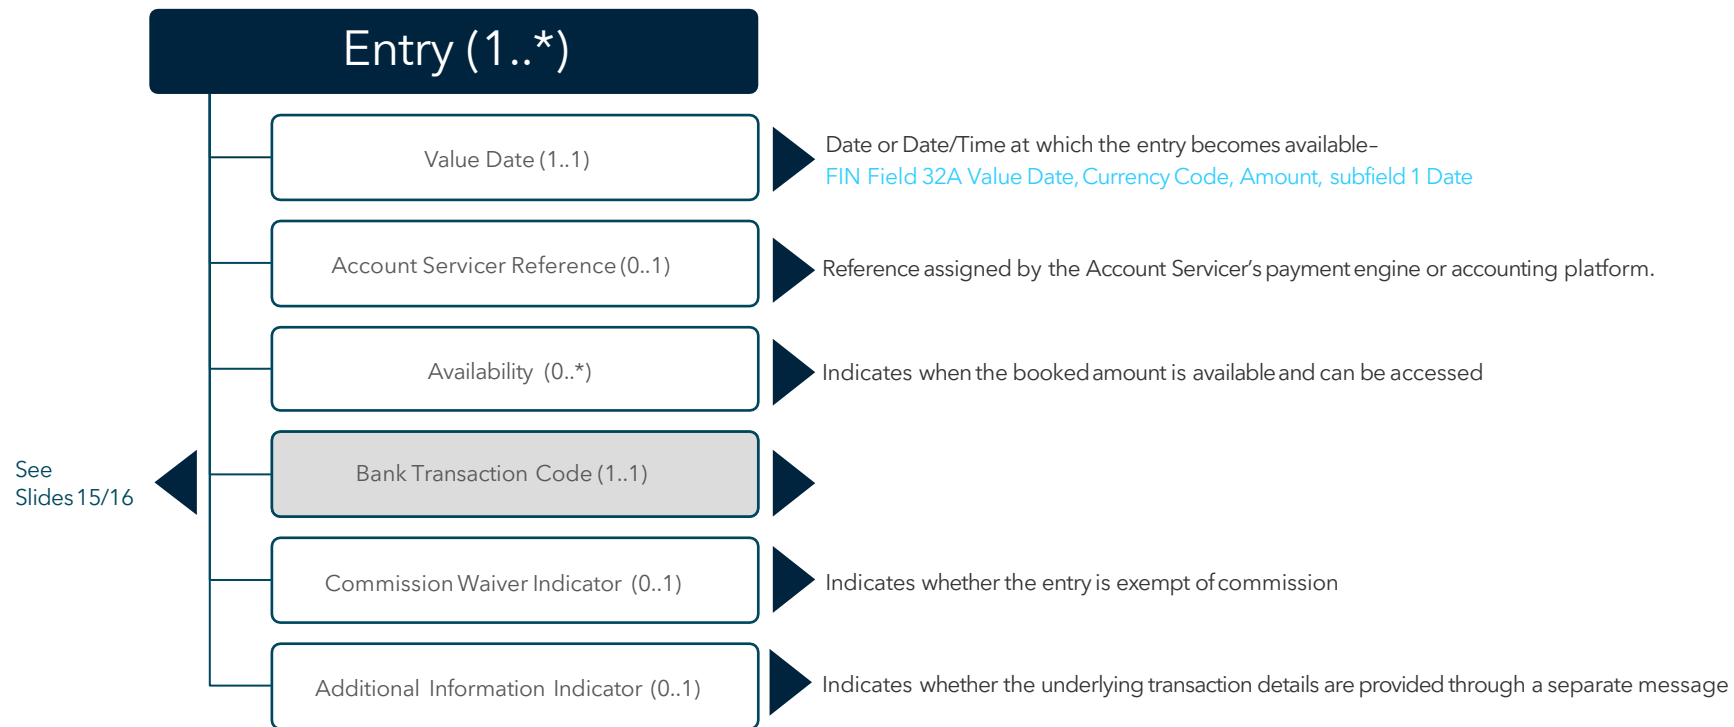 Entry (1..*)
Value Date (1..1)
Date or Date/Time at which the entry becomes available–
FIN Field 32A Value Date, Currency Code, Amount, subfield 1 Date
Account Servicer Reference (0..1)
Reference assigned by the Account Servicer’s payment engine or accounting platform.
Availability (0..*)
Indicates when the booked amount is available and can be accessed
See
Slides 15/16
Bank Transaction Code (1..1)
Commission Waiver Indicator (0..1)
Indicates whether the entry is exempt of commission
Additional Information Indicator (0..1)
Indicates whether the underlying transaction details are provided through a separate message